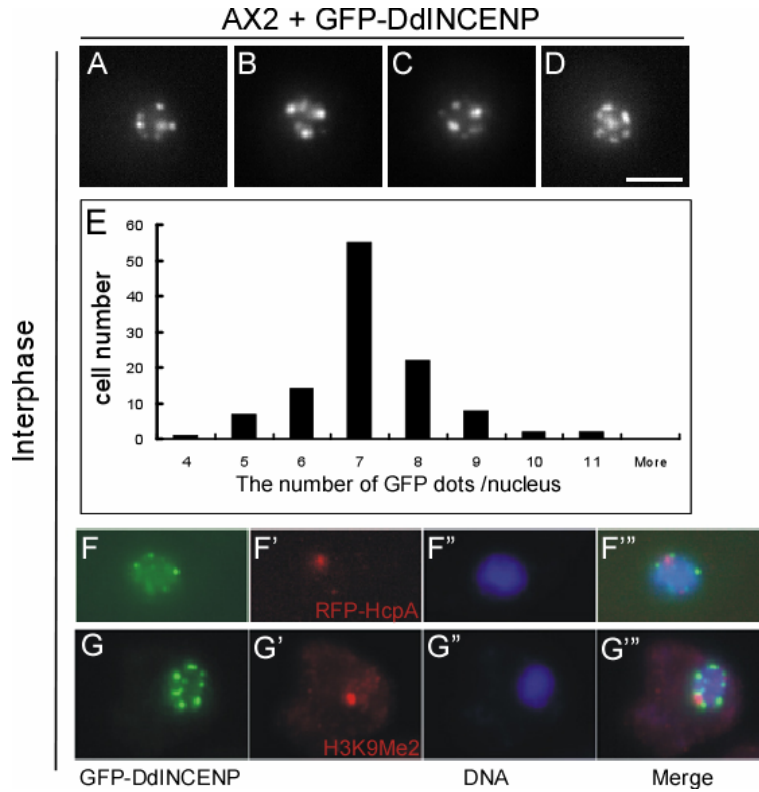 AX2 + GFP-DdINCENP
Interphase
A B C D
E
cell number
60
50
40
30
20
10
0
4 5 6 7 8 9 10 11 More
The number of GFP dots /nucleus
F F' F" F'"
RFP-HcpA
G G' G" G'"
H3K9Me2
GFP-DdINCENP DNA Merge